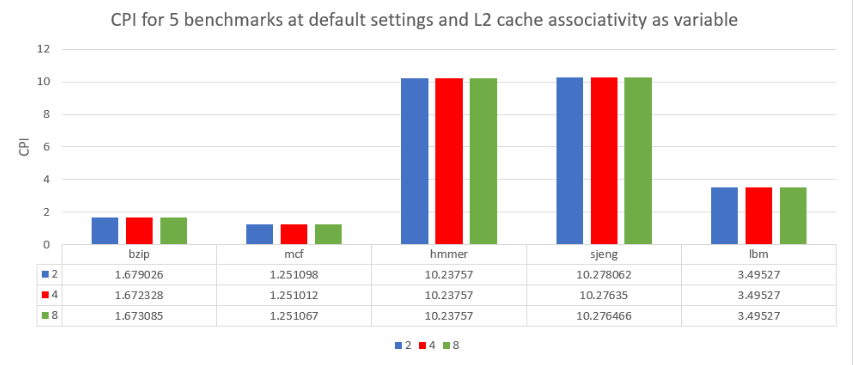 CPI for 5 benchmarks at default settings and L2 cache associativity as variable
12
10
8
6
4
2
0
CPI
bzip mcf hmmer sjeng lbm
2 1.679026 1.251098 10.23757 10.278062 3.49527
4 1.672328 1.251012 10.23757 10.27635 3.49527
8 1.673085 1.251067 10.23757 10.276466 3.49527
2 4 8